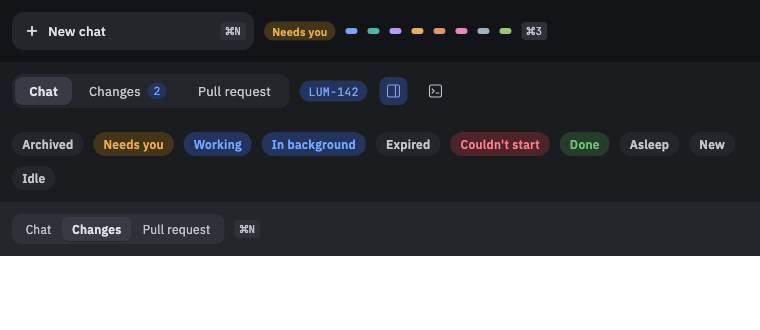 + New chat ⌘N Needs you ⌘3
Chat Changes 2 Pull request LUM-142
Archived Needs you Working In background Expired Couldn't start Done Asleep New
Idle
Chat Changes Pull request ⌘N